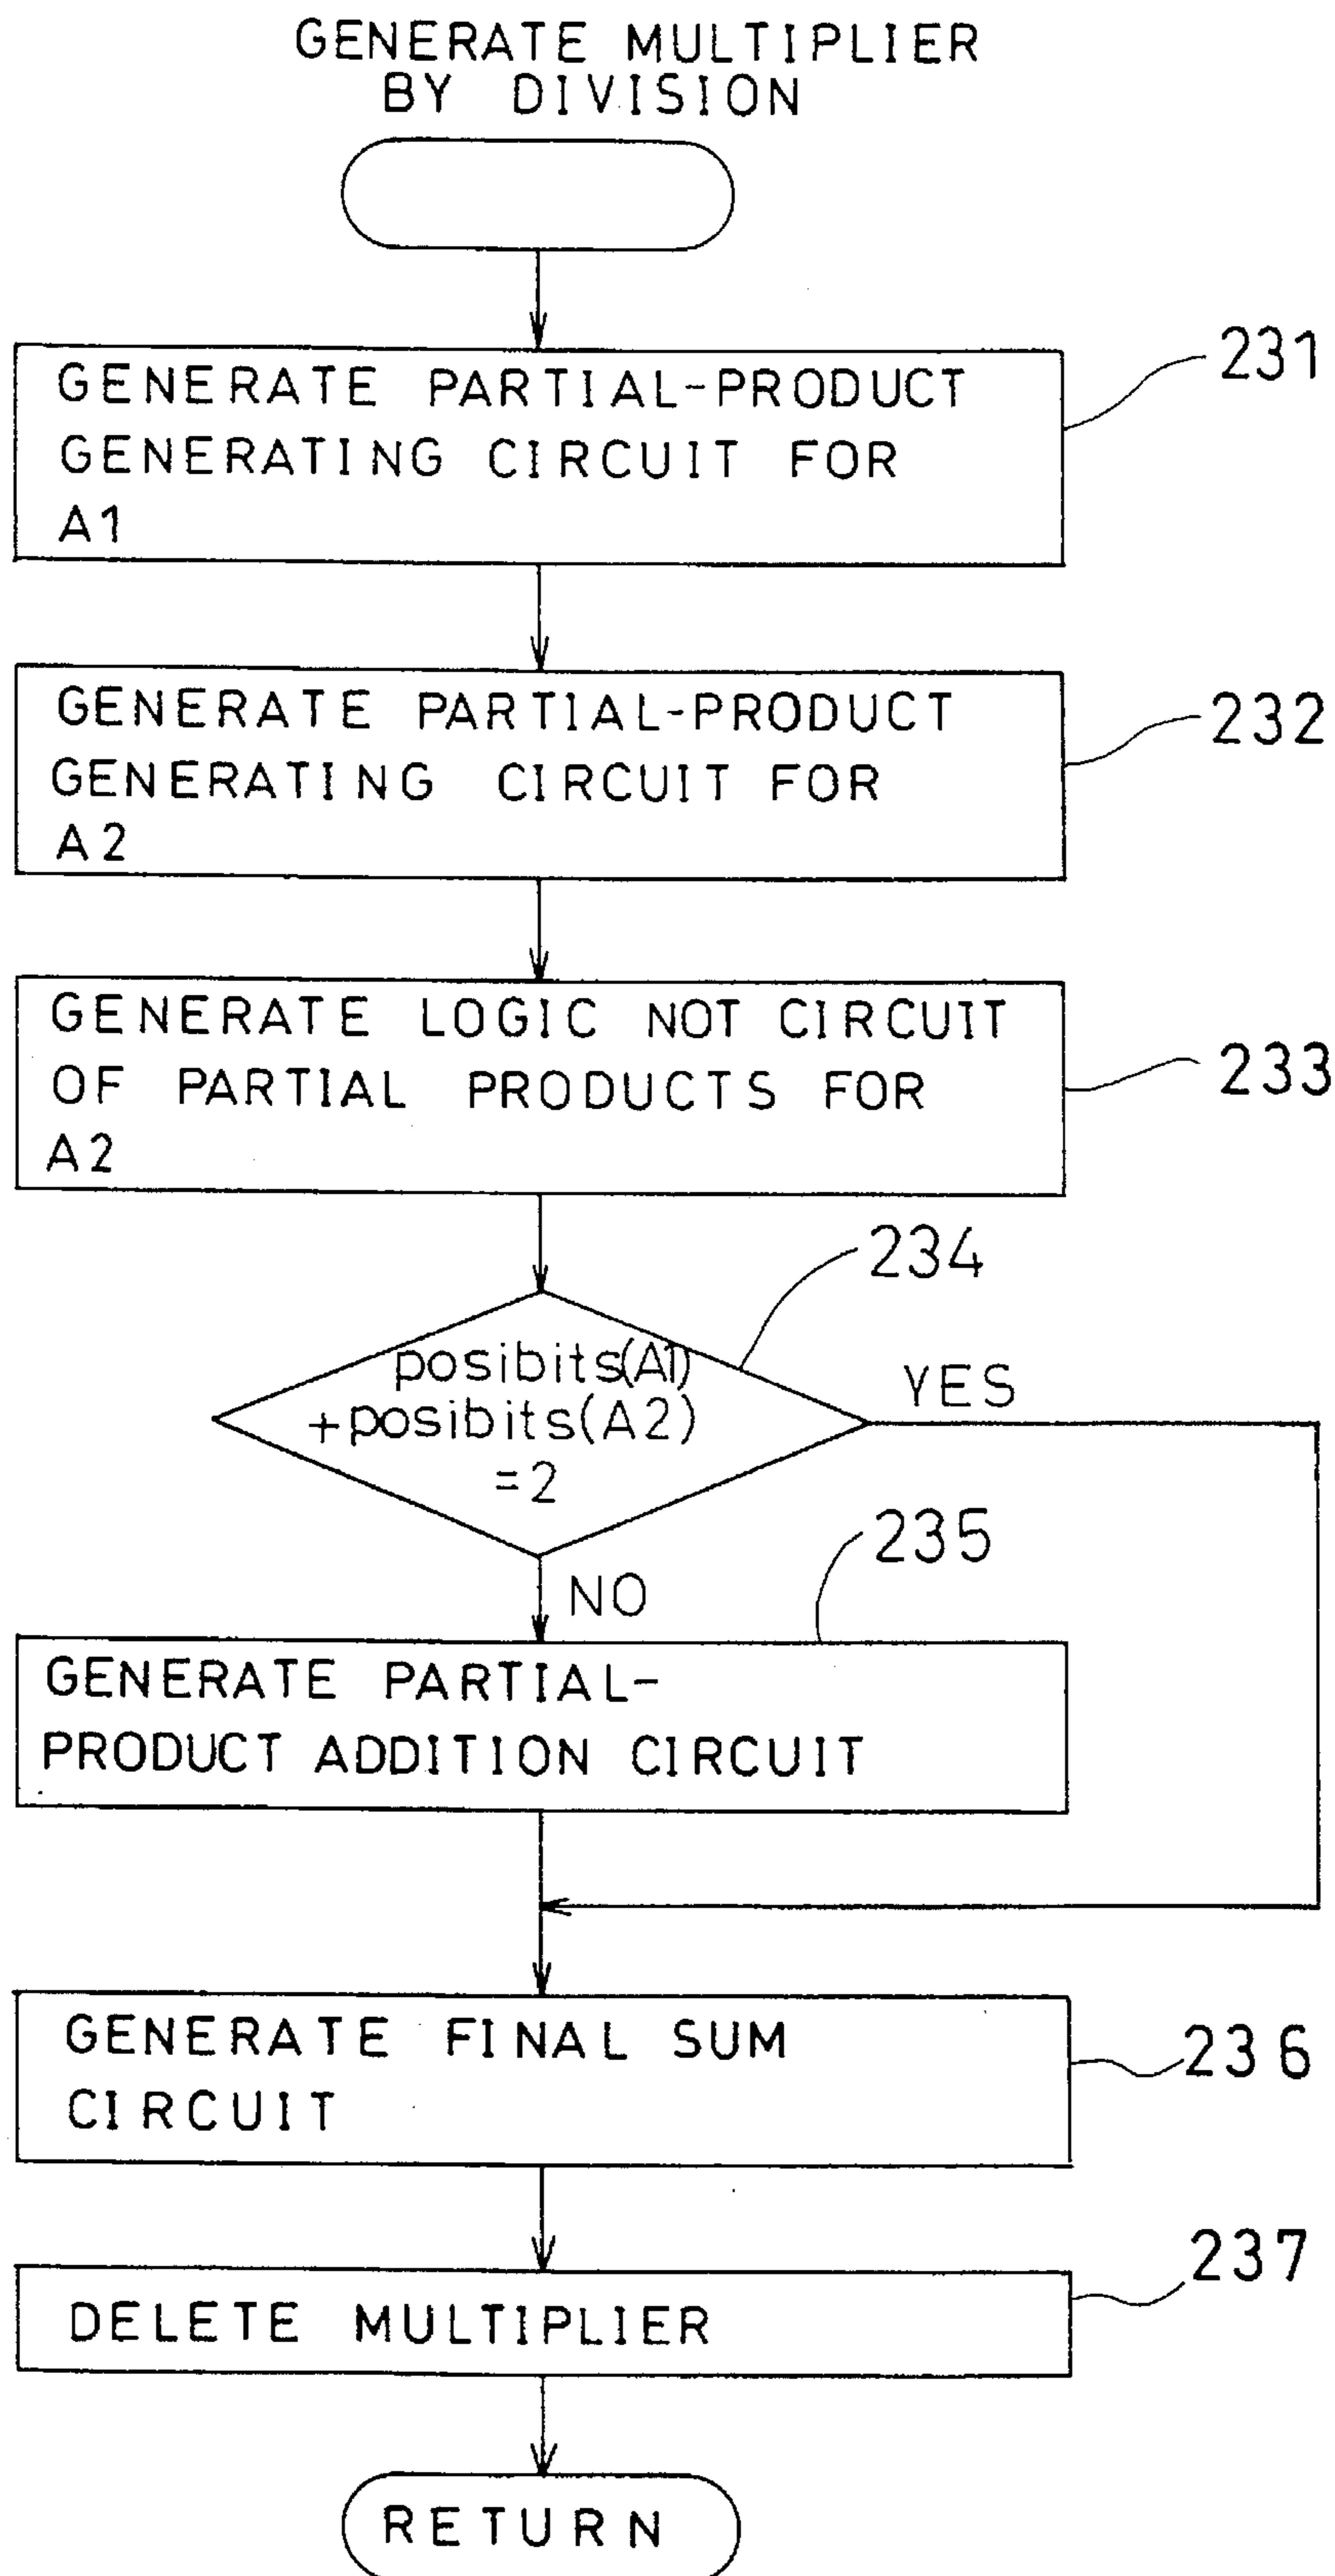 GENERATE MULTIPLIER
BY DIVISION
GENERATE PARTIAL-PRODUCT
GENERATING CIRCUIT FOR
A1
231
GENERATE PARTIAL-PRODUCT
GENERATING CIRCUIT FOR
A2
232
GENERATE LOGIC NOT CIRCUIT
OF PARTIAL PRODUCTS FOR
A2
233
234
posibits(A1)
+posibits(A2)
=2
YES
NO
235
GENERATE PARTIAL-
PRODUCT ADDITION CIRCUIT
GENERATE FINAL SUM
CIRCUIT
236
DELETE MULTIPLIER
237
RETURN